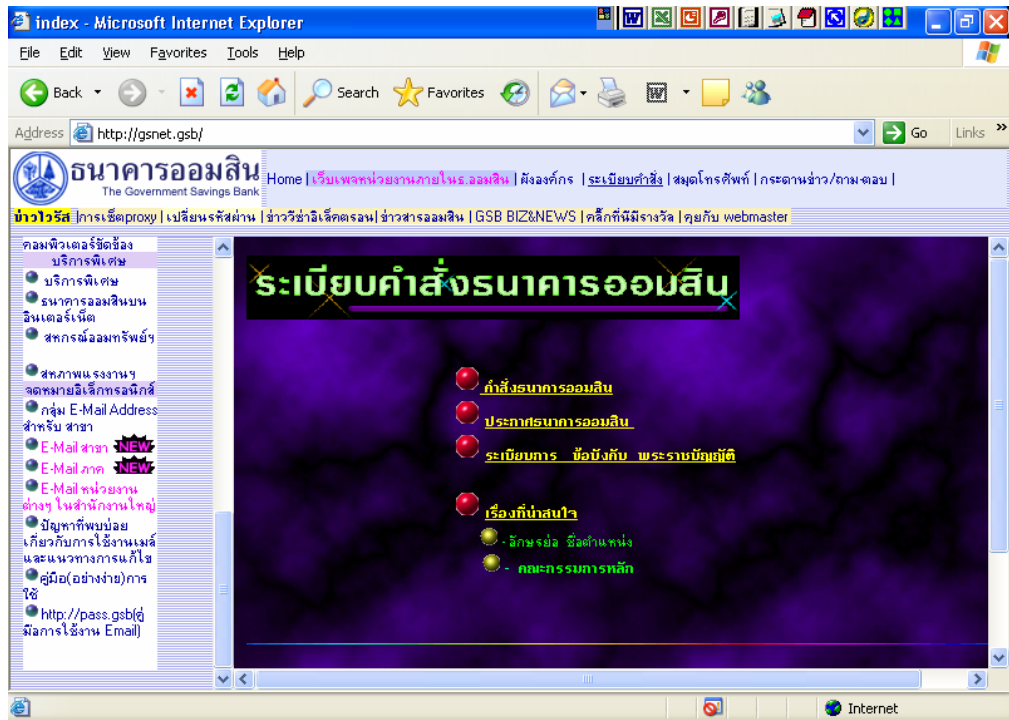 index - Microsoft Internet Explorer
File Edit View Favorites Tools Help
Back Search Favorites
Address http://gsnet.gsb/ Go Links »
ธนาคารออมสิน
The Government Savings Bank
Home | เว็บเพจหน่วยงานภายในธ.ออมสิน | ผังองค์กร | ระเบียบคำสั่ง | สมุดโทรศัพท์ | กระดานข่าว/ถาม-ตอบ |
ข่าวไวรัส |การเซ็ตproxy | เปลี่ยนรหัสผ่าน | ข่าววีซ่าอิเล็คตรอน| ข่าวสารออมสิน | GSB BIZ&NEWS | คลิ๊กที่นี่มีรางวัล | คุยกับ webmaster
คอมพิวเตอร์ขัดข้อง
บริการพิเศษ
บริการพิเศษ
ธนาคารออมสินบน
อินเตอร์เน็ต
สหกรณ์ออมทรัพย์ฯ
สหภาพแรงงานฯ
จดหมายอิเล็กทรอนิกส์
กลุ่ม E-Mail Address
สำหรับ สาขา
E-Mail สาขา NEW
E-Mail ภาค NEW
E-Mail หน่วยงาน
ต่างๆ ในสำนักงานใหญ่
ปัญหาที่พบบ่อย
เกี่ยวกับการใช้งานเมล์
และแนวทางการแก้ไข
คู่มือ(อย่างง่าย)การ
ใช้
http://pass.gsb(คู่
มือการใช้งาน Email)
ระเบียบคำสั่งธนาคารออมสิน
คำสั่งธนาคารออมสิน
ประกาศธนาคารออมสิน
ระเบียบการ ข้อบังคับ พระราชบัญญัติ
เรื่องที่น่าสนใจ
- อักษรย่อ ชื่อตำแหน่ง
- คณะกรรมการหลัก
Internet